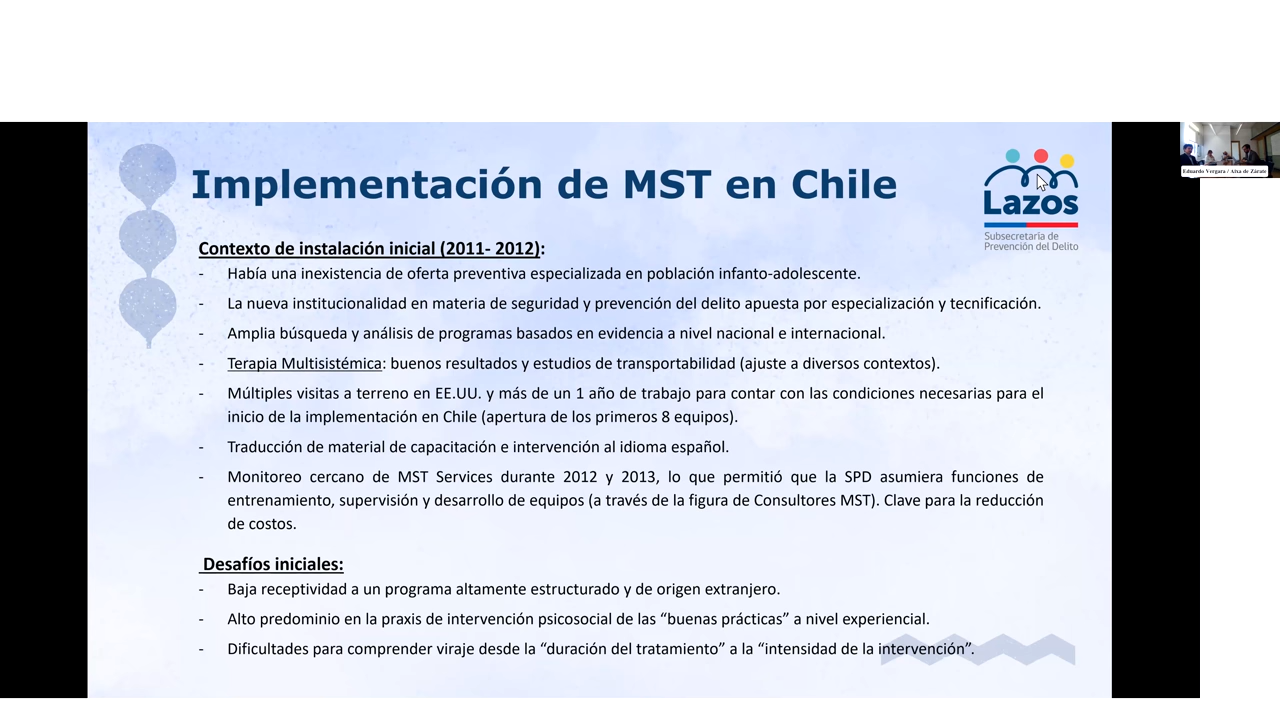 Implementación de MST en Chile
Lazos
Subsecretaría de
Prevención del Delito
Eduardo Vergara / Aixa de Zárate
Contexto de instalación inicial (2011- 2012):
- Había una inexistencia de oferta preventiva especializada en población infanto-adolescente.
- La nueva institucionalidad en materia de seguridad y prevención del delito apuesta por especialización y tecnificación.
- Amplia búsqueda y análisis de programas basados en evidencia a nivel nacional e internacional.
- Terapia Multisistémica: buenos resultados y estudios de transportabilidad (ajuste a diversos contextos).
- Múltiples visitas a terreno en EE.UU. y más de un 1 año de trabajo para contar con las condiciones necesarias para el
inicio de la implementación en Chile (apertura de los primeros 8 equipos).
- Traducción de material de capacitación e intervención al idioma español.
- Monitoreo cercano de MST Services durante 2012 y 2013, lo que permitió que la SPD asumiera funciones de
entrenamiento, supervisión y desarrollo de equipos (a través de la figura de Consultores MST). Clave para la reducción
de costos.
Desafíos iniciales:
- Baja receptividad a un programa altamente estructurado y de origen extranjero.
- Alto predominio en la praxis de intervención psicosocial de las “buenas prácticas” a nivel experiencial.
- Dificultades para comprender viraje desde la “duración del tratamiento” a la “intensidad de la intervención”.